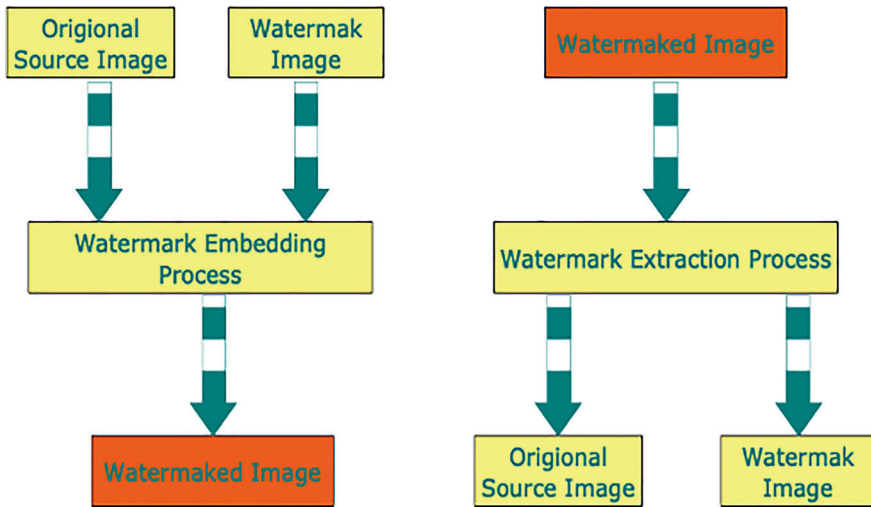 Origional
Source Image
Watermak
Image
Watermark Embedding
Process
Watermaked Image
Watermaked Image
Watermark Extraction Process
Origional
Source Image
Watermak
Image